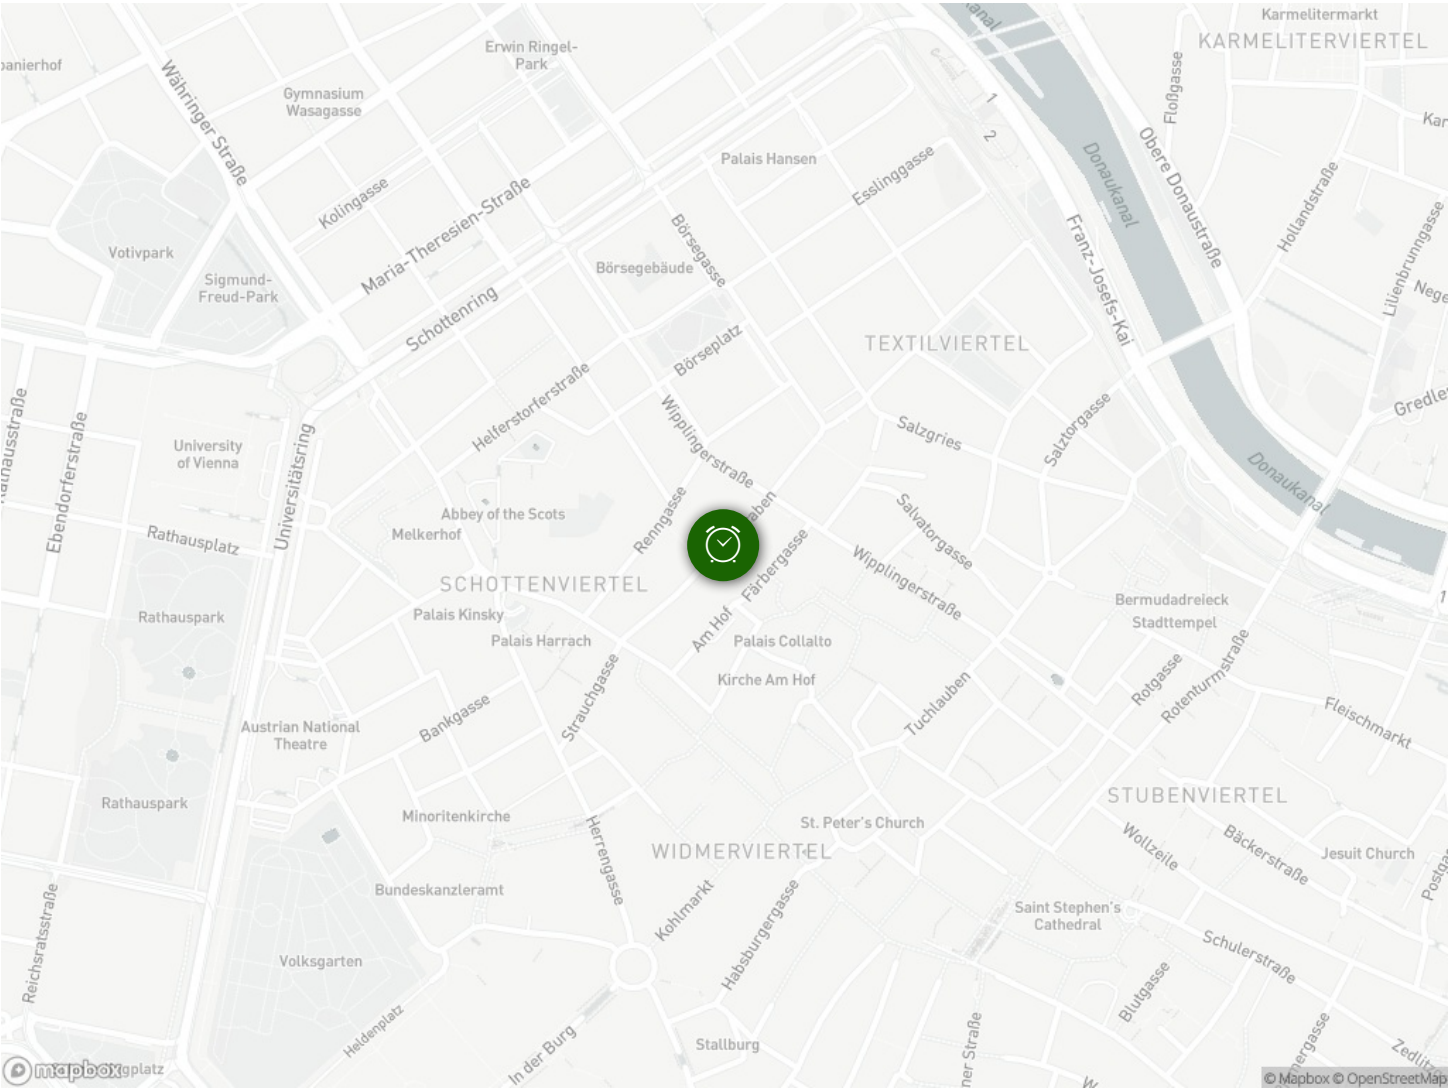 Karmelitermarkt
KARMELITERVIERTEL
Erwin Ringel-
Park
Währinger Straße
Gymnasium
Wasagasse
1
2
Floßgasse
Donaukanal
Obere Donaustraße
Palais Hansen
Esslinggasse
Kolingasse
Maria-Theresien-Straße
Hollandstraße
Lilienbrunngasse
Votivpark
Sigmund-
Freud-Park
Börsegasse
Börsegebäude
Franz-Josefs-Kai
Schottenring
Börseplatz
TEXTILVIERTEL
Helferstorferstraße
Wipplingerstraße
Salzgries
Salztorgasse
Donaukanal
University
of Vienna
Universitätsring
Ebendorferstraße
Rathausplatz
Abbey of the Scots
Melkerhof
Renngasse
Salvatorgasse
Färbergasse
Wipplingerstraße
SCHOTTENVIERTEL
Rathauspark
Palais Kinsky
Palais Harrach
Am Hof
Palais Collalto
Kirche Am Hof
Bermudadreieck
Stadttempel
1
Rotgasse
Rotenturmstraße
Fleischmarkt
Strauchgasse
Bankgasse
Tuchlauben
Austrian National
Theatre
Rathauspark
Minoritenkirche
St. Peter's Church
STUBENVIERTEL
WIDMERVIERTEL
Herrengasse
Wollzeile
Bäckerstraße
Jesuit Church
Bundeskanzleramt
Kohlmarkt
Habsburgergasse
Saint Stephen's
Cathedral
Schulerstraße
Reichsratsstraße
Volksgarten
Blutgasse
Heldenplatz
In der Burg
Stallburg
mapbox
© Mapbox © OpenStreetMap